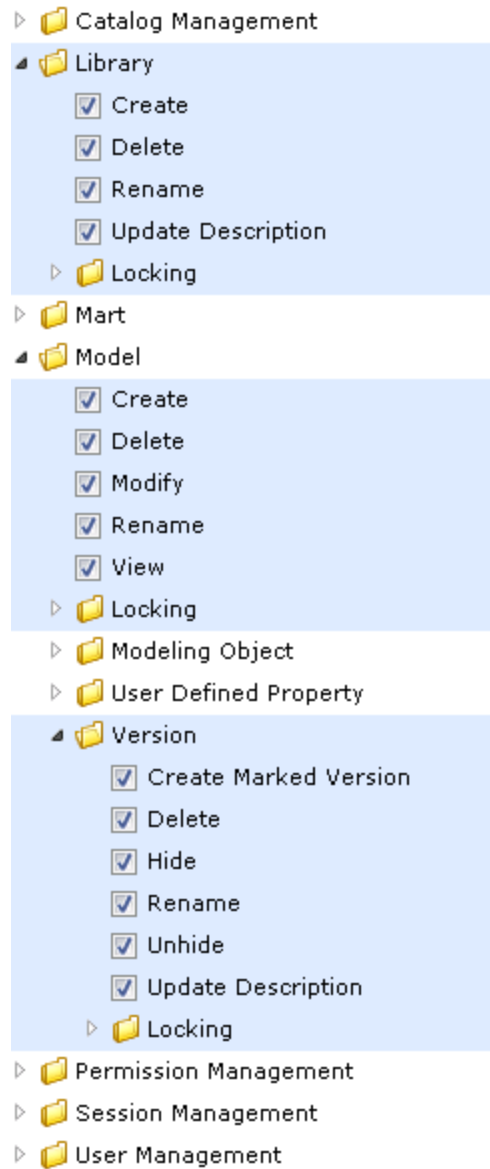 Catalog Management
Library
Create
Delete
Rename
Update Description
Locking
Mart
Model
Create
Delete
Modify
Rename
View
Locking
Modeling Object
User Defined Property
Version
Create Marked Version
Delete
Hide
Rename
Unhide
Update Description
Locking
Permission Management
Session Management
User Management